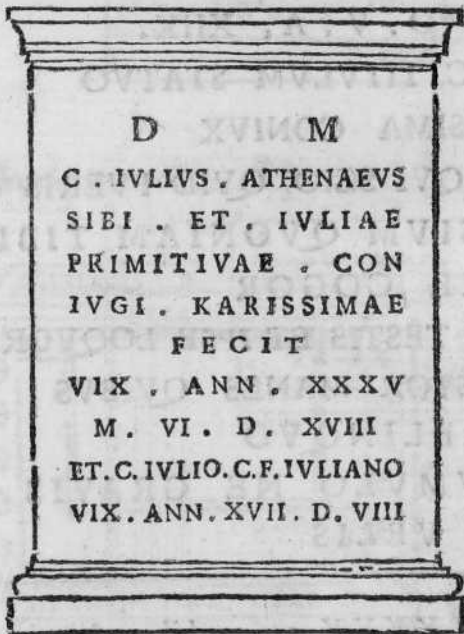 D M
C . IVLIVS . ATHENAEVS
SIBI . ET . IVLIAE
PRIMITIVAE . CON
IVGI . KARISSIMAE
FECIT
VIX . ANN . XXXV
M . VI . D . XVIII
ET. C. IVLIO. C. F. IVLIANO
VIX. ANN. XVII. D. VIII